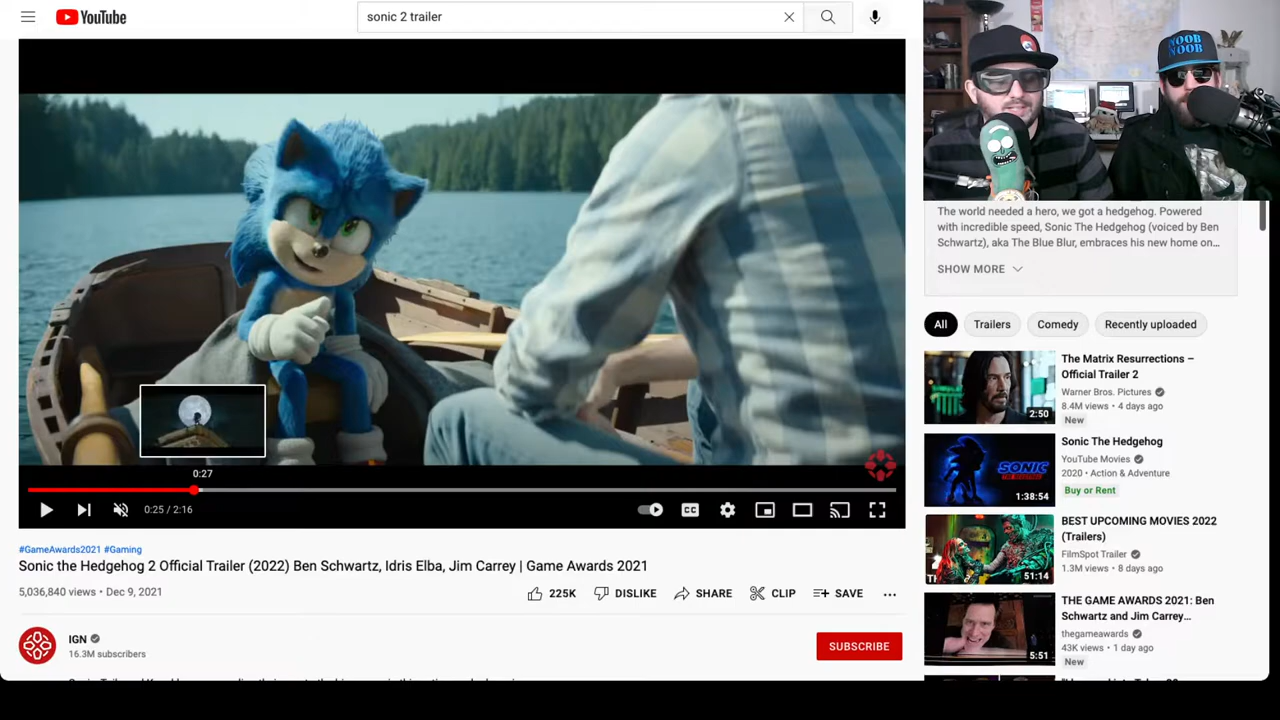 YouTube
sonic 2 trailer
NOOB
NOOB
The world needed a hero, we got a hedgehog. Powered
with incredible speed, Sonic The Hedgehog (voiced by Ben
Schwartz), aka The Blue Blur, embraces his new home on...
SHOW MORE
All
Trailers
Comedy
Recently uploaded
The Matrix Resurrections –
Official Trailer 2
Warner Bros. Pictures
8.4M views • 4 days ago
New
2:50
Sonic The Hedgehog
YouTube Movies
2020 • Action & Adventure
Buy or Rent
SONIC
1:38:54
BEST UPCOMING MOVIES 2022
(Trailers)
FilmSpot Trailer
1.3M views • 8 days ago
51:14
THE GAME AWARDS 2021: Ben
Schwartz and Jim Carrey...
thegameawards
43K views • 1 day ago
New
5:51
0:27
0:25 / 2:16
CC
#GameAwards2021 #Gaming
Sonic the Hedgehog 2 Official Trailer (2022) Ben Schwartz, Idris Elba, Jim Carrey | Game Awards 2021
5,036,840 views • Dec 9, 2021
225K
DISLIKE
SHARE
CLIP
SAVE
IGN
16.3M subscribers
SUBSCRIBE